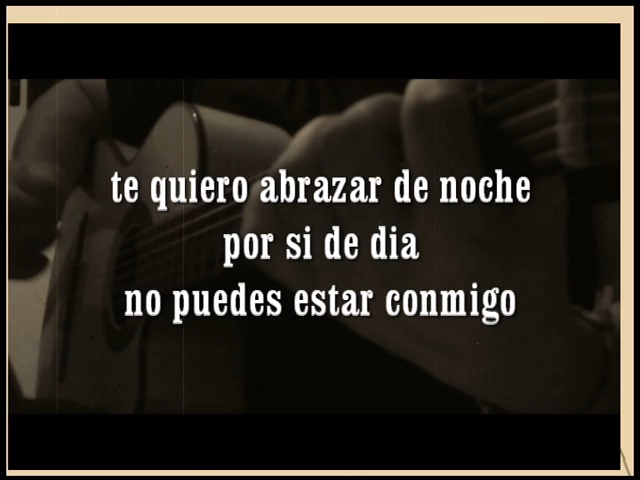 te quiero abrazar de noche
por si de dia
no puedes estar conmigo